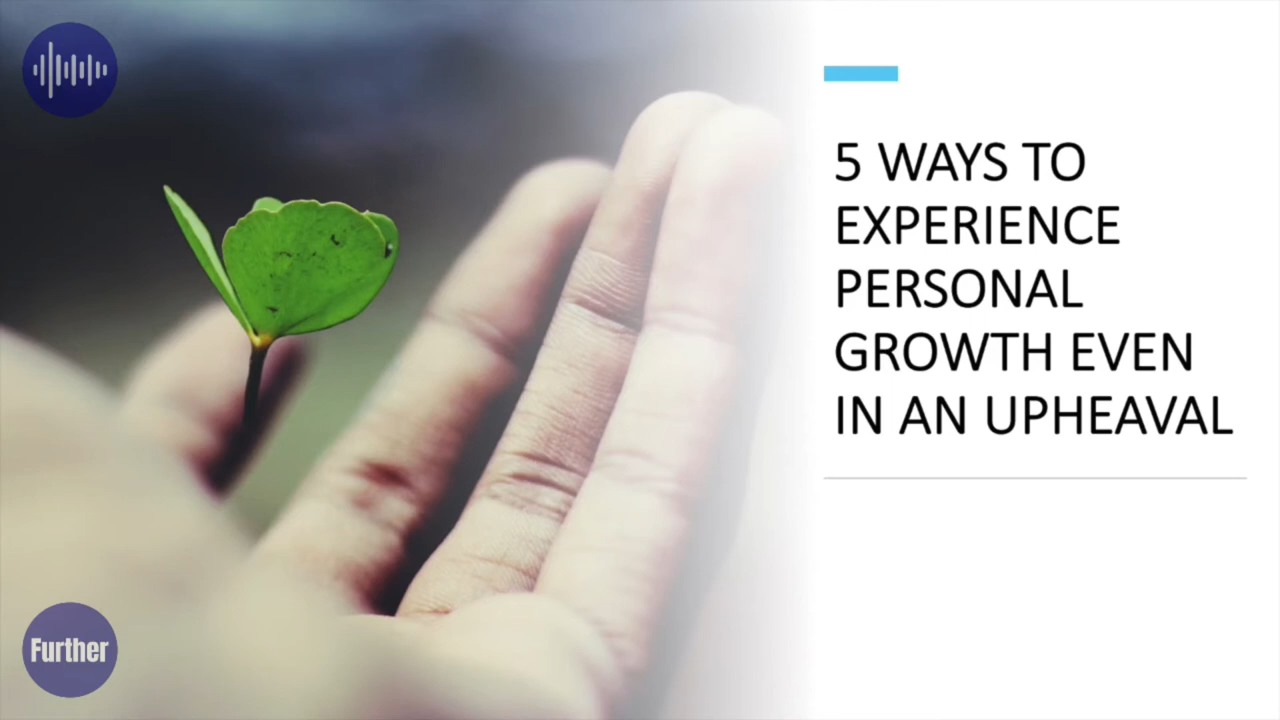 5 WAYS TO
EXPERIENCE
PERSONAL
GROWTH EVEN
IN AN UPHEAVAL
Further